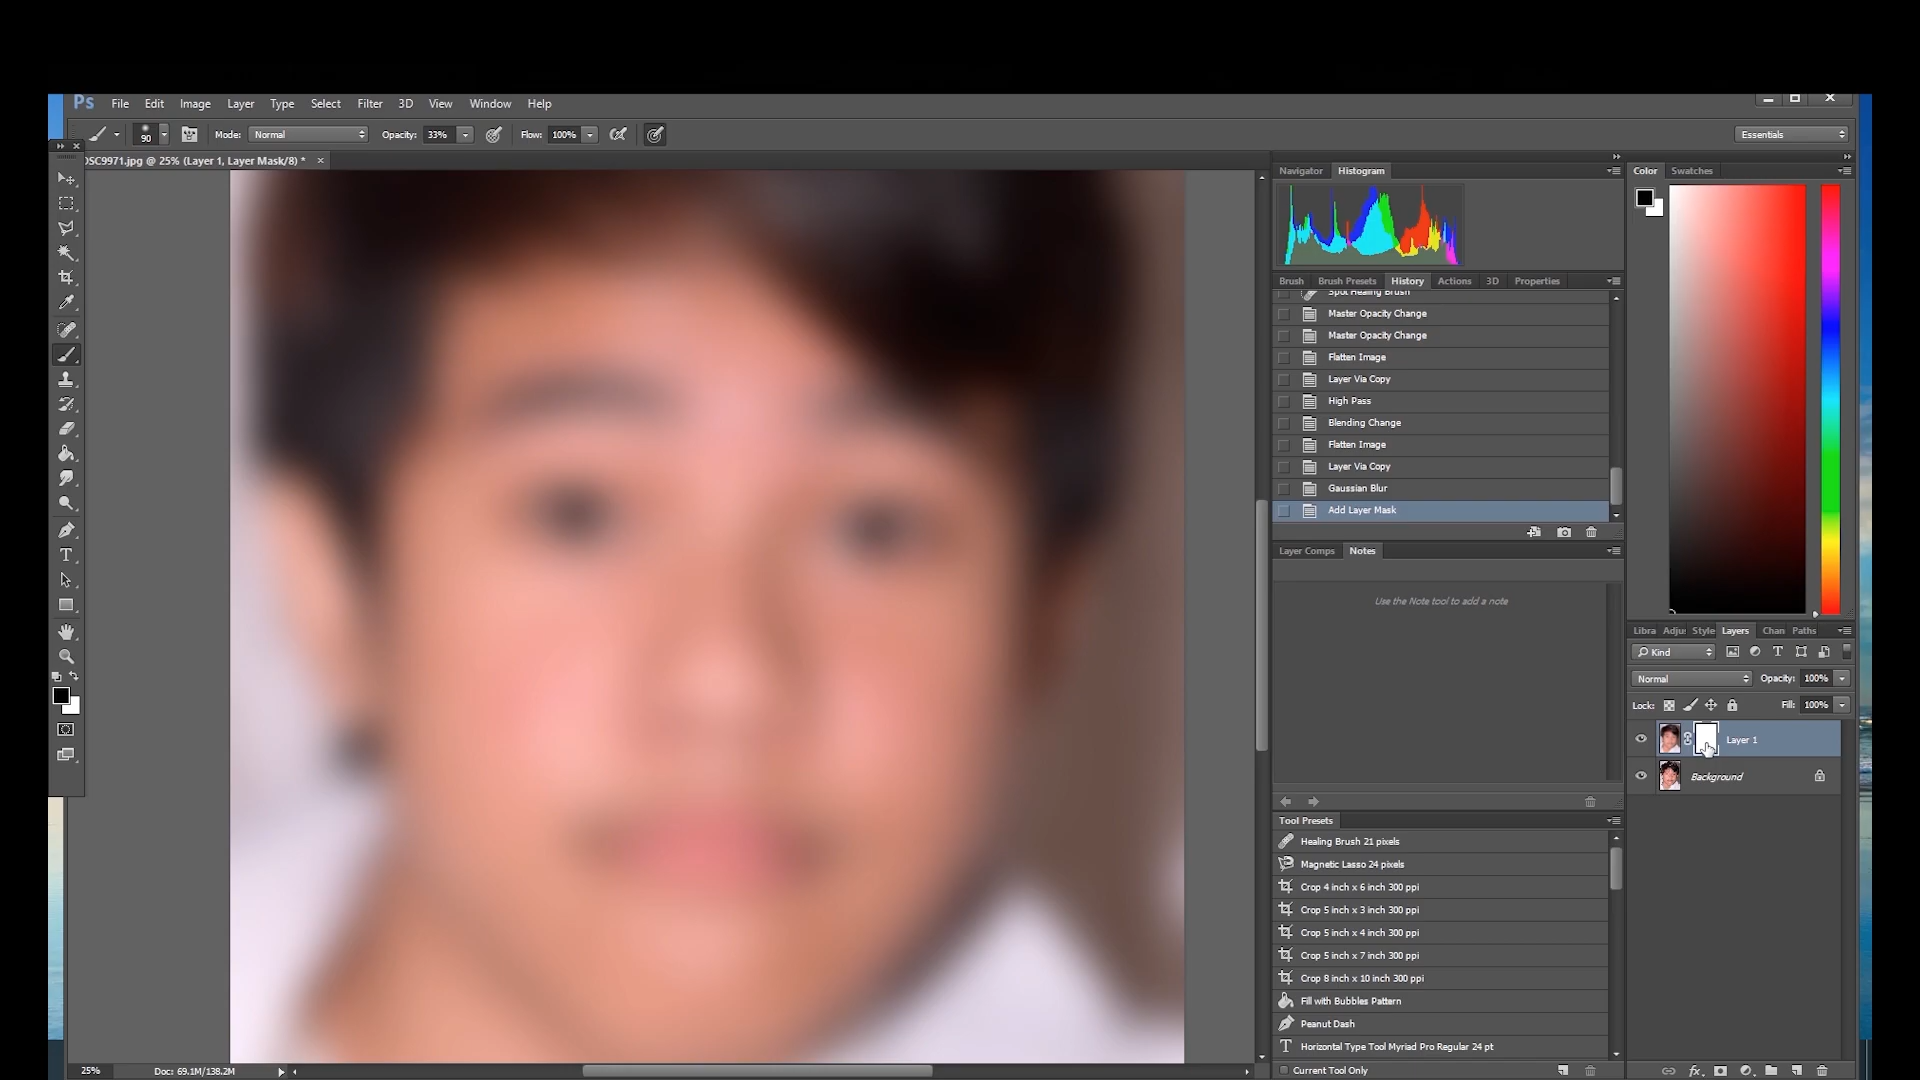 Ps File Edit Image Layer Type Select Filter 3D View Window Help
90 Mode: Normal Opacity: 33% Flow: 100% Essentials
DSC9971.jpg @ 25% (Layer 1, Layer Mask/8) *
Navigator Histogram
Color Swatches
Brush Brush Presets History Actions 3D Properties
Spot Healing Brush
Master Opacity Change
Master Opacity Change
Flatten Image
Layer Via Copy
High Pass
Blending Change
Flatten Image
Layer Via Copy
Gaussian Blur
Add Layer Mask
Layer Comps Notes
Use the Note tool to add a note
Libra Adju Style Layers Chan Paths
Kind
Normal Opacity: 100%
Lock: Fill: 100%
Layer 1
Background
Tool Presets
Healing Brush 21 pixels
Magnetic Lasso 24 pixels
Crop 4 inch x 6 inch 300 ppi
Crop 5 inch x 3 inch 300 ppi
Crop 5 inch x 4 inch 300 ppi
Crop 5 inch x 7 inch 300 ppi
Crop 8 inch x 10 inch 300 ppi
Fill with Bubbles Pattern
Peanut Dash
Horizontal Type Tool Myriad Pro Regular 24 pt
Current Tool Only
25% Doc: 69.1M/138.2M